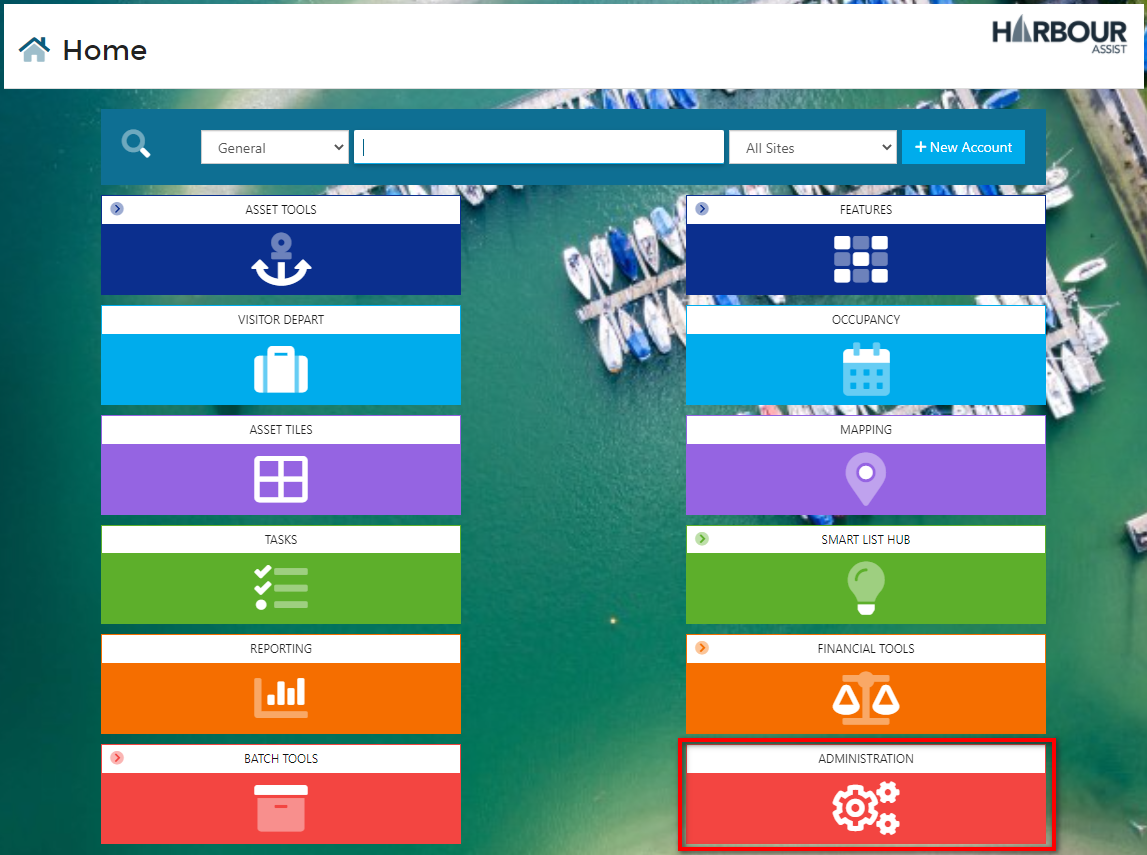 Home
HARBOUR
ASSIST
General
All Sites
+ New Account
ASSET TOOLS
FEATURES
VISITOR DEPART
OCCUPANCY
ASSET TILES
MAPPING
TASKS
SMART LIST HUB
REPORTING
FINANCIAL TOOLS
BATCH TOOLS
ADMINISTRATION